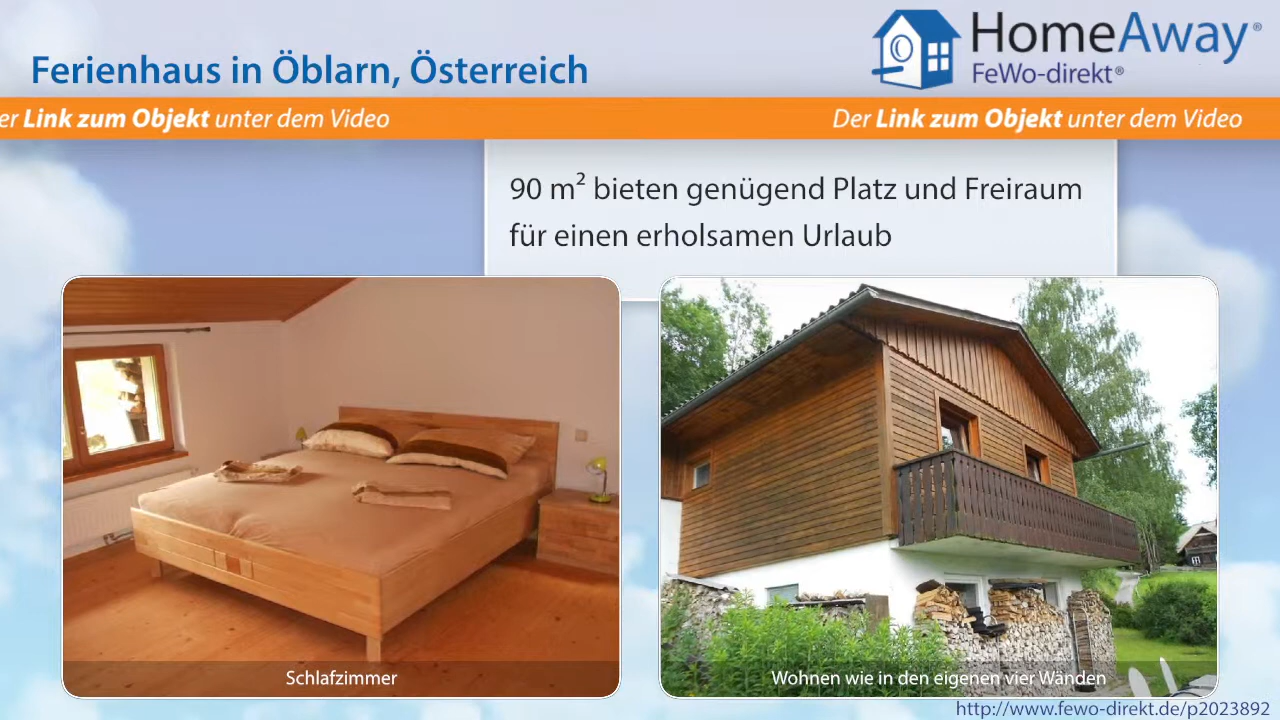 Ferienhaus in Öblarn, Österreich
HomeAway®
FeWo-direkt®
er Link zum Objekt unter dem Video
Der Link zum Objekt unter dem Video
90 m² bieten genügend Platz und Freiraum
für einen erholsamen Urlaub
Schlafzimmer
Wohnen wie in den eigenen vier Wänden
http://www.fewo-direkt.de/p2023892